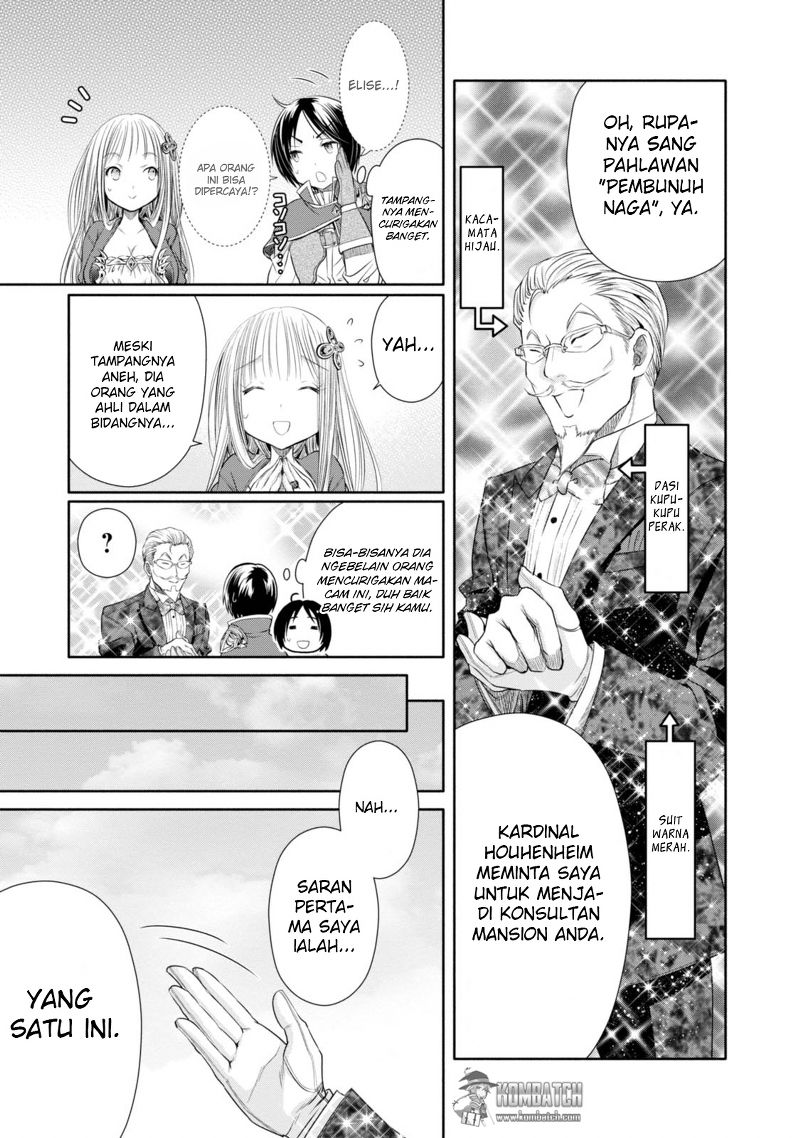 OH, RUPA-
NYA SANG
PAHLAWAN
"PEMBUNUH
NAGA", YA.
KACA-
MATA
HIJAU.
DASI
KUPU-
KUPU
PERAK.
SUIT
WARNA
MERAH.
KARDINAL
HOUHENHEIM
MEMINTA SAYA
UNTUK MENJA-
DI KONSULTAN
MANSION ANDA.
ELISE...!
TAMPANG-
NYA MEN-
CURIGAKAN
BANGET.
コソコソ...
APA ORANG
INI BISA
DIPERCAYA!?
YAH...
MESKI
TAMPANGNYA
ANEH, DIA
ORANG YANG
AHLI DALAM
BIDANGNYA...
BISA-BISANYA DIA
NGEBELAIN ORANG
MENCURIGAKAN MA-
CAM INI, DUH BAIK
BANGET SIH KAMU.
?
NAH...
SARAN
PERTA-
MA SAYA
IALAH...
YANG
SATU INI.
KOMBATCH
www.kombatch.com